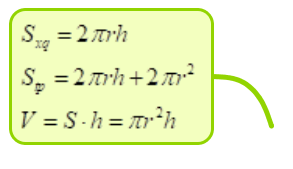 S_xq = 2πrh
S_tp = 2πrh + 2πr²
V = S · h = πr²h